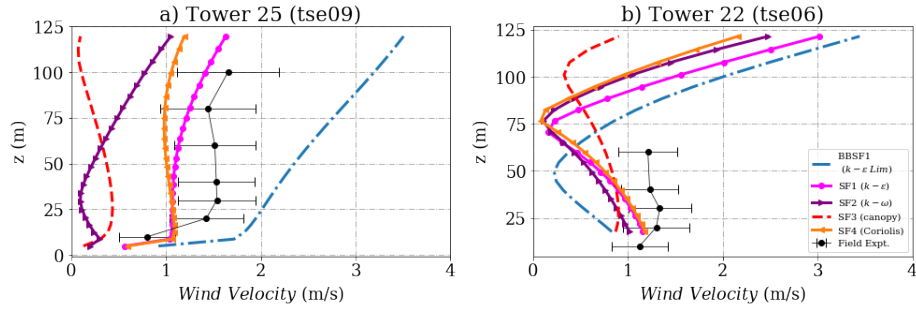 a) Tower 25 (tse09)
125
100
75
50
25
0
z (m)
0 1 2 3 4
Wind Velocity (m/s)
b) Tower 22 (tse06)
125
100
75
50
25
z (m)
0 1 2 3 4
Wind Velocity (m/s)
BBSF1
(k − ε Lim)
SF1 (k − ε)
SF2 (k − ω)
SF3 (canopy)
SF4 (Coriolis)
Field Expt.